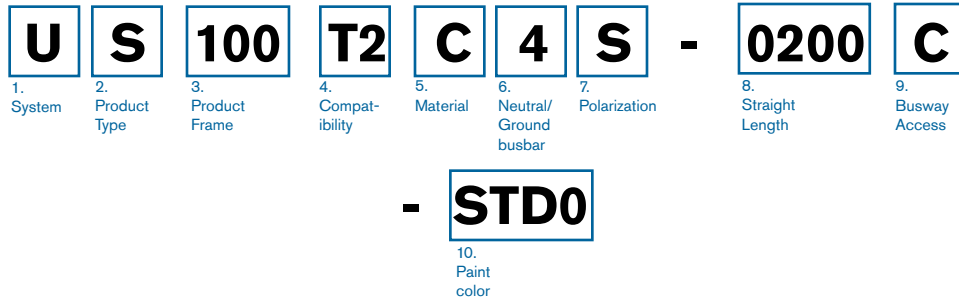 U S 100 T2 C 4 S - 0200 C
1. System
2. Product Type
3. Product Frame
4. Compat-ibility
5. Material
6. Neutral/ Ground busbar
7. Polarization
8. Straight Length
9. Busway Access
- STD0
10. Paint color